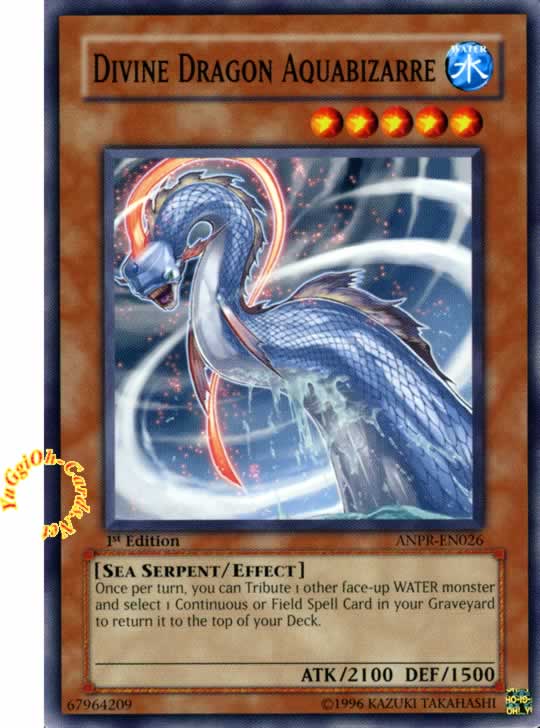 DIVINE DRAGON AQUABIZARRE
WATER
水
1st Edition
ANPR-EN026
YuGgiOh-Cards.Net
[SEA SERPENT/EFFECT]
Once per turn, you can Tribute 1 other face-up WATER monster
and select 1 Continuous or Field Spell Card in your Graveyard
to return it to the top of your Deck.
ATK/2100 DEF/1500
67964209
©1996 KAZUKI TAKAHASHI